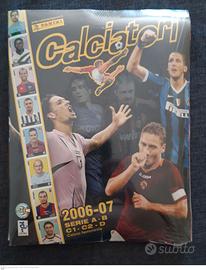 PANINI
Calciatori
2006-07
SERIE A-B
C1-C2-D
subito